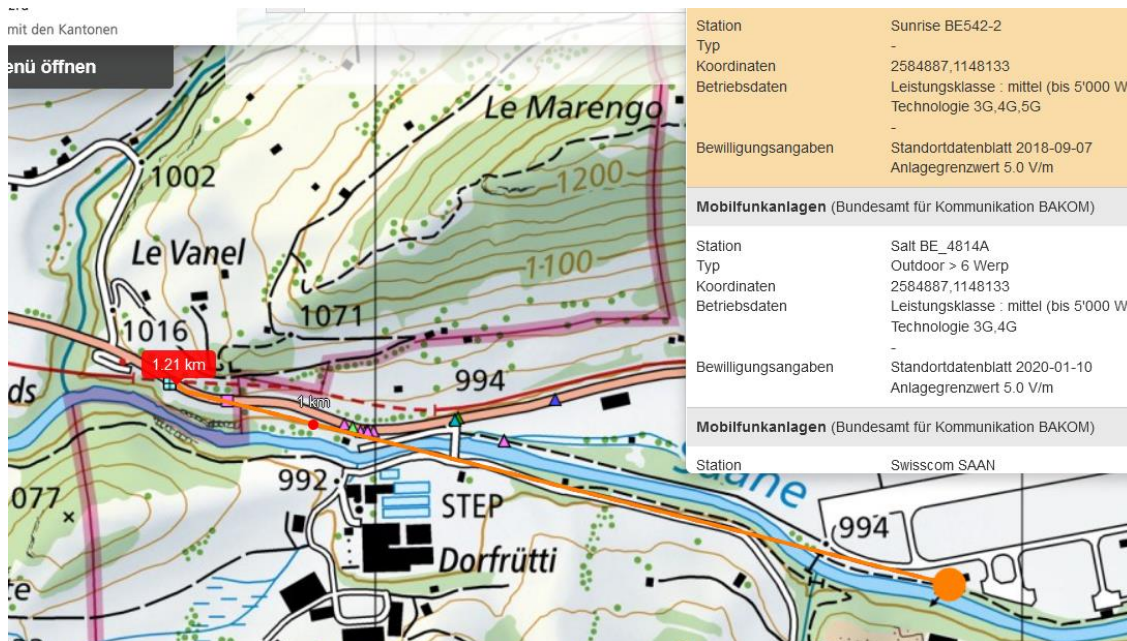 mit den Kantonen
enü öffnen
Station Sunrise BE542-2
Typ -
Koordinaten 2584887,1148133
Betriebsdaten Leistungsklasse : mittel (bis 5'000 W
Technologie 3G,4G,5G
-
Bewilligungsangaben Standortdatenblatt 2018-09-07
Anlagegrenzwert 5.0 V/m
Mobilfunkanlagen (Bundesamt für Kommunikation BAKOM)
Station Salt BE_4814A
Typ Outdoor > 6 Werp
Koordinaten 2584887,1148133
Betriebsdaten Leistungsklasse : mittel (bis 5'000 W
Technologie 3G,4G
-
Bewilligungsangaben Standortdatenblatt 2020-01-10
Anlagegrenzwert 5.0 V/m
Mobilfunkanlagen (Bundesamt für Kommunikation BAKOM)
Station Swisscom SAAN
Le Marengo
1002
1200
Le Vanel
1100
1016
1071
1.21 km
ds
994
1 km
992
077
STEP
994
Dorfrütti
te